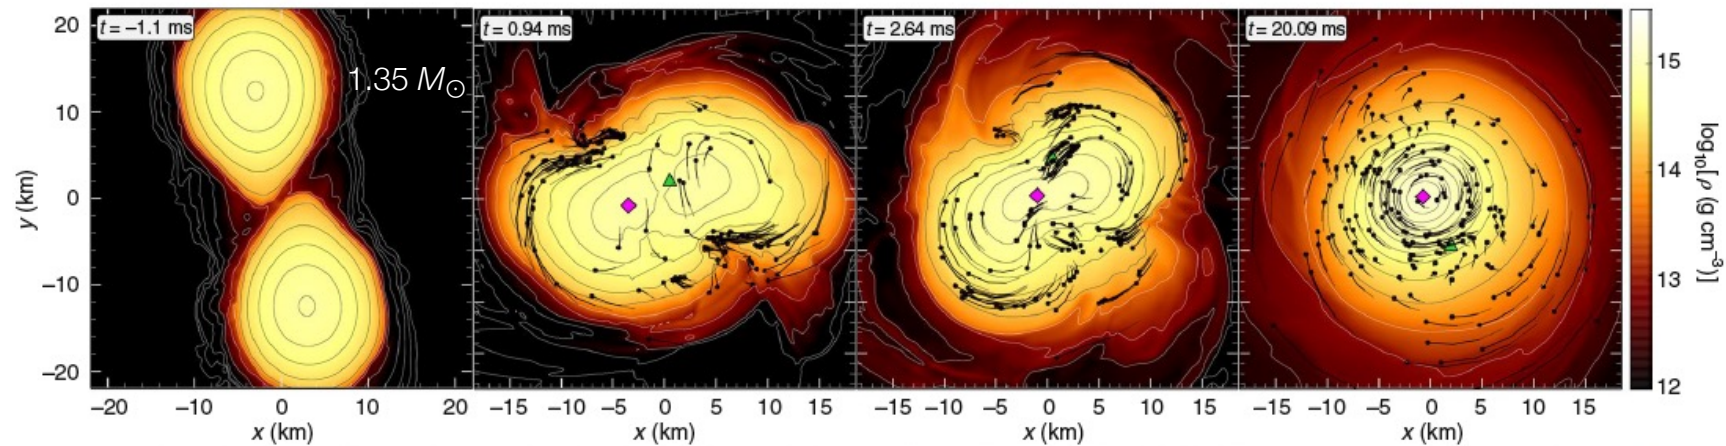 t = −1.1 ms
1.35 M☉
t = 0.94 ms
t = 2.64 ms
t = 20.09 ms
20
10
0
−10
−20
y (km)
−20 −10 0 10 20
x (km)
−15 −10 −5 0 5 10 15
x (km)
−15 −10 −5 0 5 10 15
x (km)
−15 −10 −5 0 5 10 15
x (km)
15
14
13
12
log₁₀[ρ (g cm⁻³)]